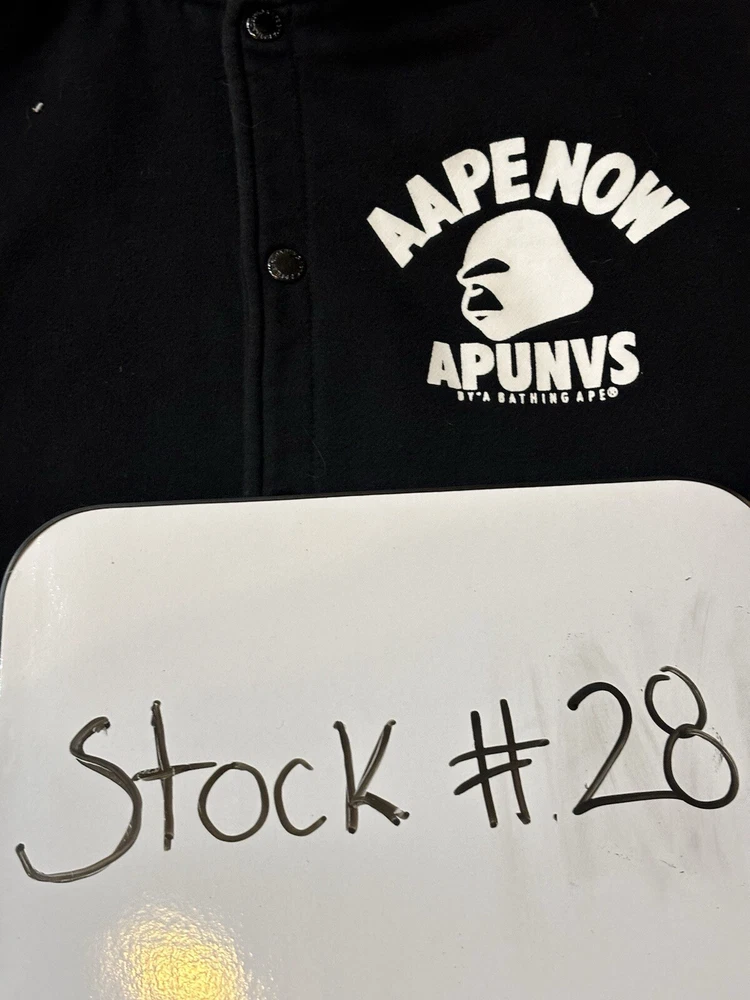 AAPE NOW
APUNVS
BY*A BATHING APE®
Stock #28